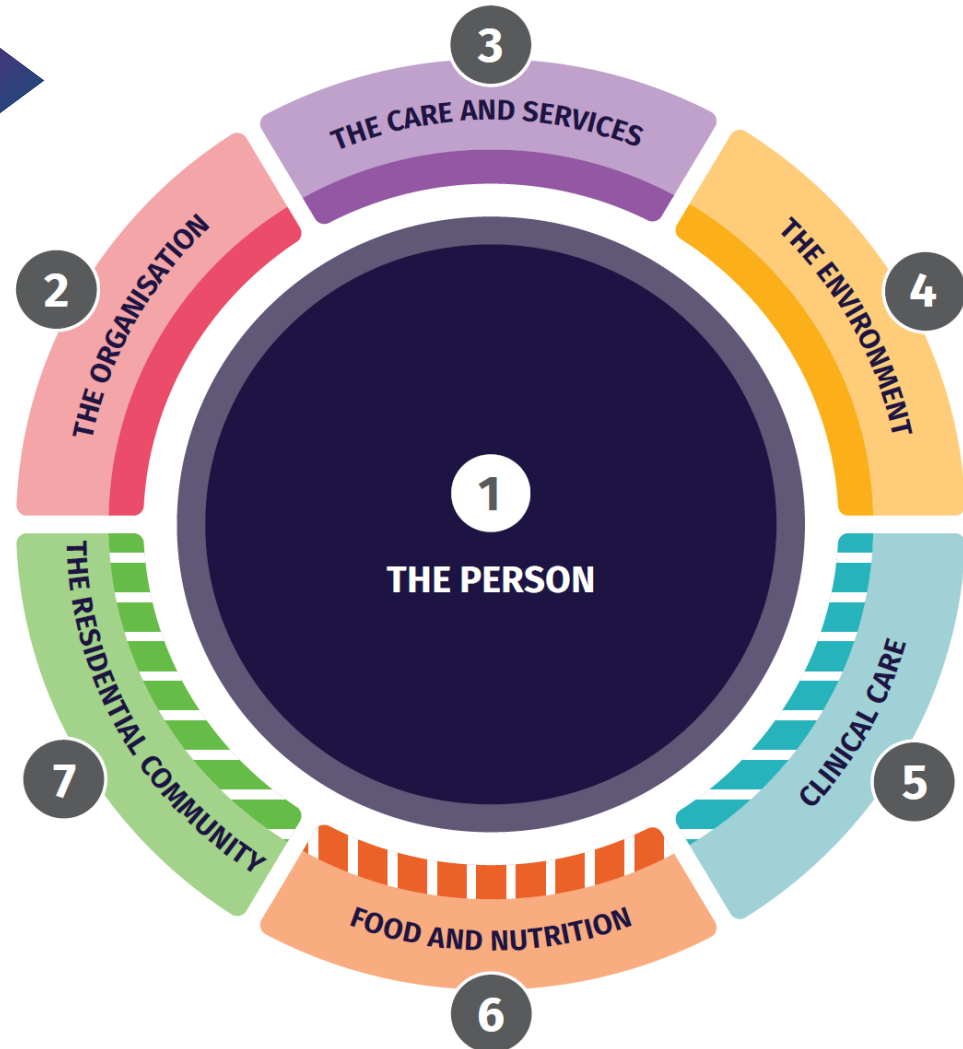 3
THE CARE AND SERVICES
2
THE ORGANISATION
4
THE ENVIRONMENT
1
THE PERSON
7
THE RESIDENTIAL COMMUNITY
5
CLINICAL CARE
FOOD AND NUTRITION
6